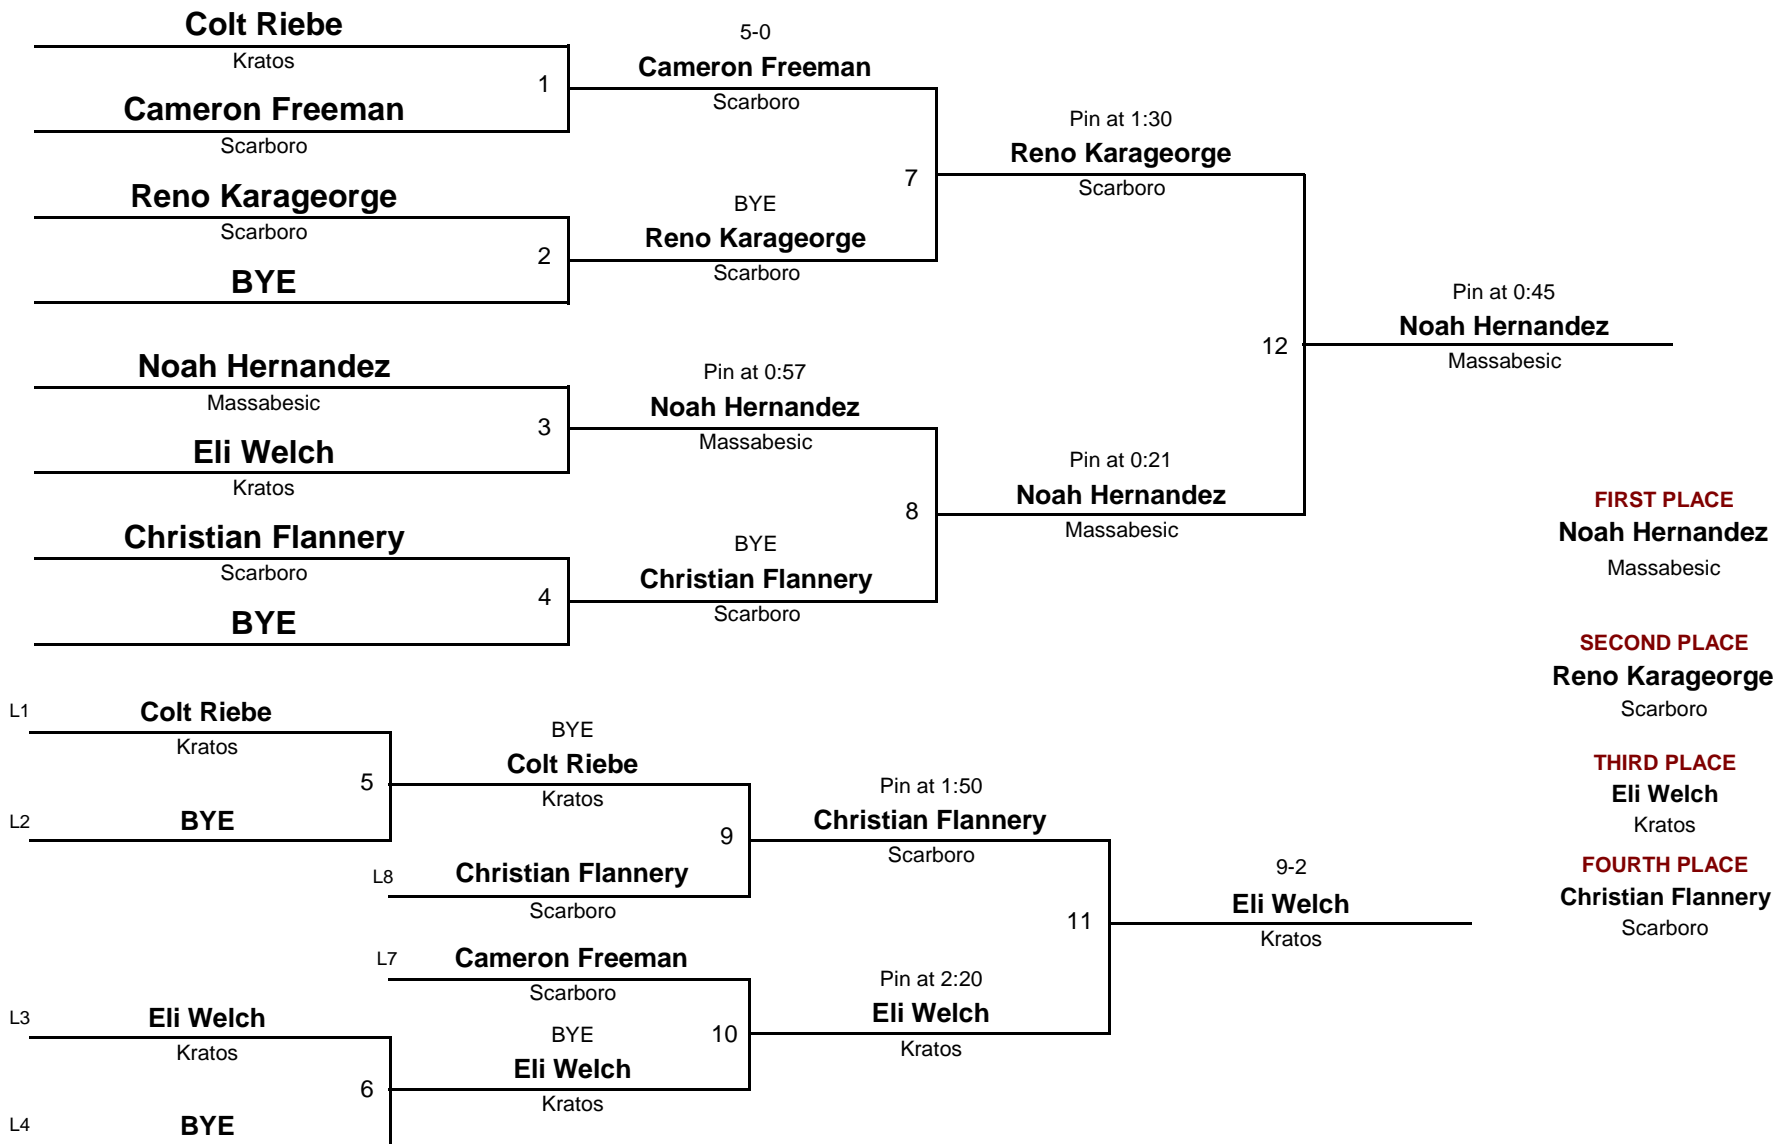 Colt Riebe
Kratos
1
Cameron Freeman
Scarboro
Reno Karageorge
Scarboro
2
BYE
Noah Hernandez
Massabesic
3
Eli Welch
Kratos
Christian Flannery
Scarboro
4
BYE
5-0
Cameron Freeman
Scarboro
7
BYE
Reno Karageorge
Scarboro
Pin at 0:57
Noah Hernandez
Massabesic
8
BYE
Christian Flannery
Scarboro
Pin at 1:30
Reno Karageorge
Scarboro
12
Pin at 0:21
Noah Hernandez
Massabesic
Pin at 0:45
Noah Hernandez
Massabesic
FIRST PLACE
Noah Hernandez
Massabesic
SECOND PLACE
Reno Karageorge
Scarboro
THIRD PLACE
Eli Welch
Kratos
FOURTH PLACE
Christian Flannery
Scarboro
L1 Colt Riebe
Kratos
5
L2 BYE
BYE
Colt Riebe
Kratos
9
L8 Christian Flannery
Scarboro
L7 Cameron Freeman
Scarboro
10
BYE
Eli Welch
Kratos
L3 Eli Welch
Kratos
6
L4 BYE
Pin at 1:50
Christian Flannery
Scarboro
11
Pin at 2:20
Eli Welch
Kratos
9-2
Eli Welch
Kratos